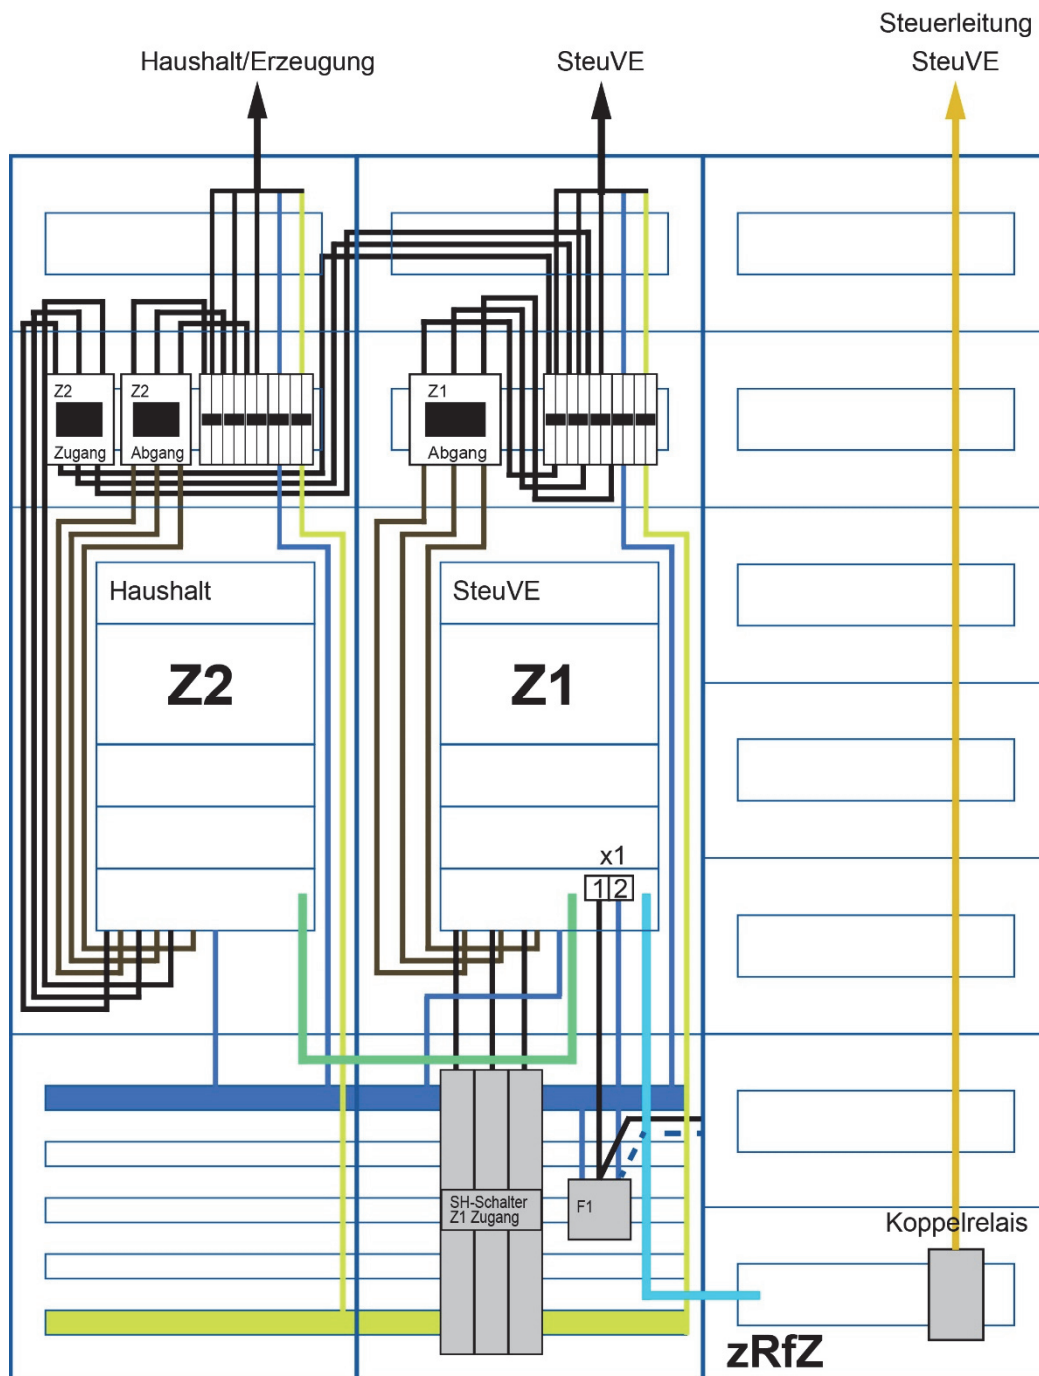 Steuerleitung
Haushalt/Erzeugung
SteuVE
SteuVE
Z2
Zugang
Z2
Abgang
Z1
Abgang
Haushalt
Z2
SteuVE
Z1
x1
1 2
SH-Schalter
Z1 Zugang
F1
Koppelrelais
zRfZ